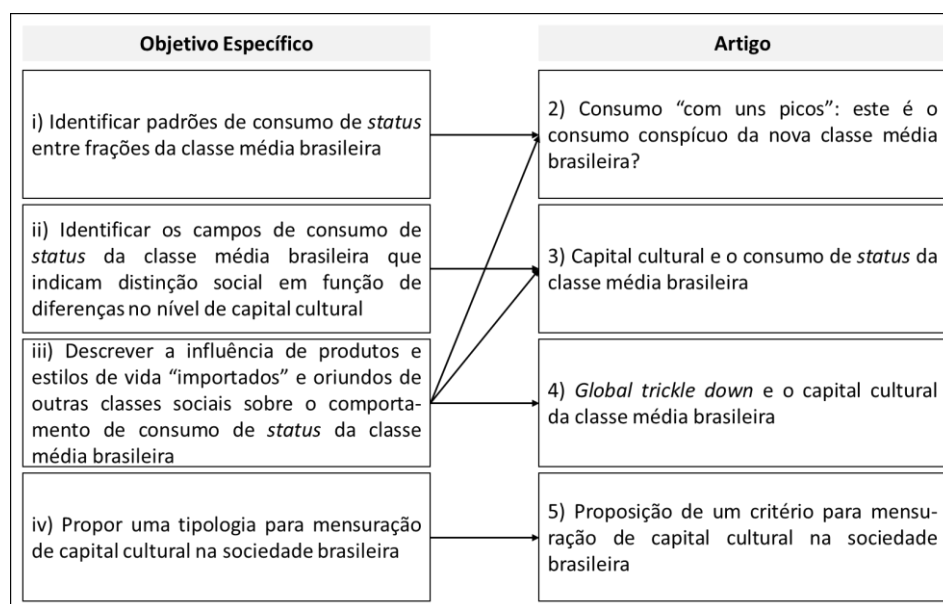 Objetivo Específico
Artigo
i) Identificar padrões de consumo de status
entre frações da classe média brasileira
2) Consumo “com uns picos”: este é o
consumo conspícuo da nova classe média
brasileira?
ii) Identificar os campos de consumo de
status da classe média brasileira que
indicam distinção social em função de
diferenças no nível de capital cultural
3) Capital cultural e o consumo de status da
classe média brasileira
iii) Descrever a influência de produtos e
estilos de vida “importados” e oriundos de
outras classes sociais sobre o comporta-
mento de consumo de status da classe
média brasileira
4) Global trickle down e o capital cultural
da classe média brasileira
iv) Propor uma tipologia para mensuração
de capital cultural na sociedade brasileira
5) Proposição de um critério para mensu-
ração de capital cultural na sociedade
brasileira